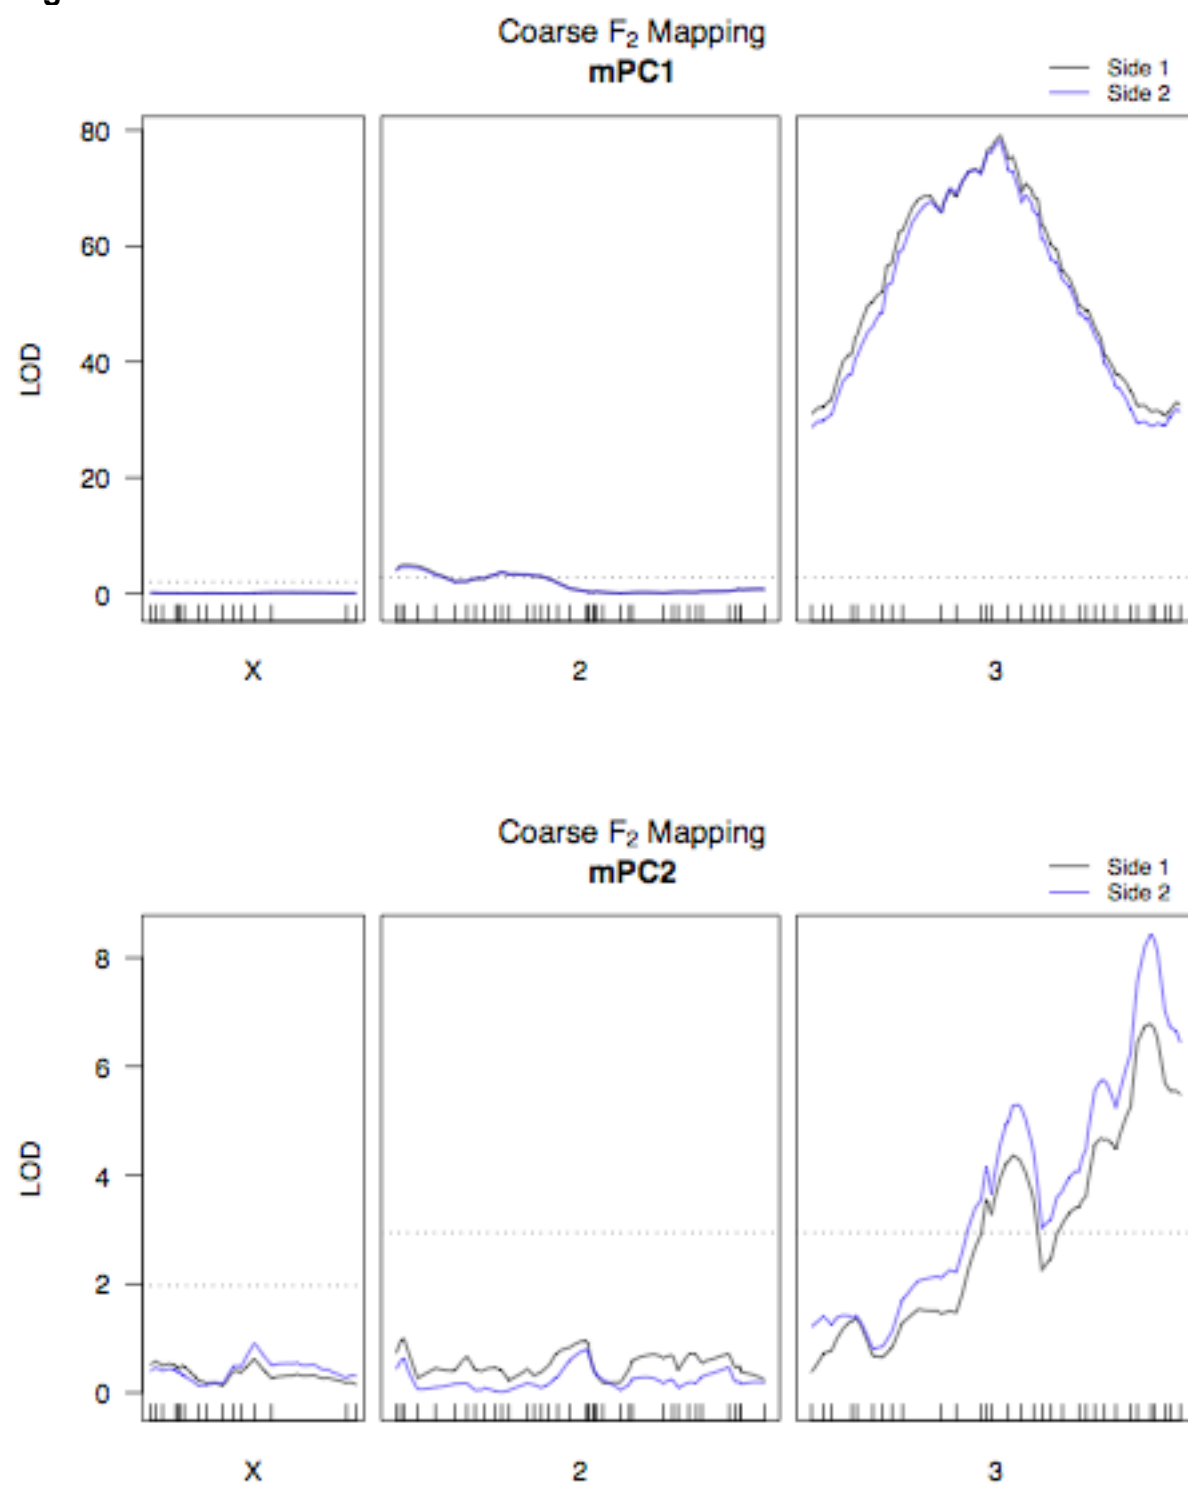 Coarse F₂ Mapping
mPC1
Side 1
Side 2
80
60
40
20
0
LOD
X 2 3
Coarse F₂ Mapping
mPC2
Side 1
Side 2
8
6
4
2
0
LOD
X 2 3